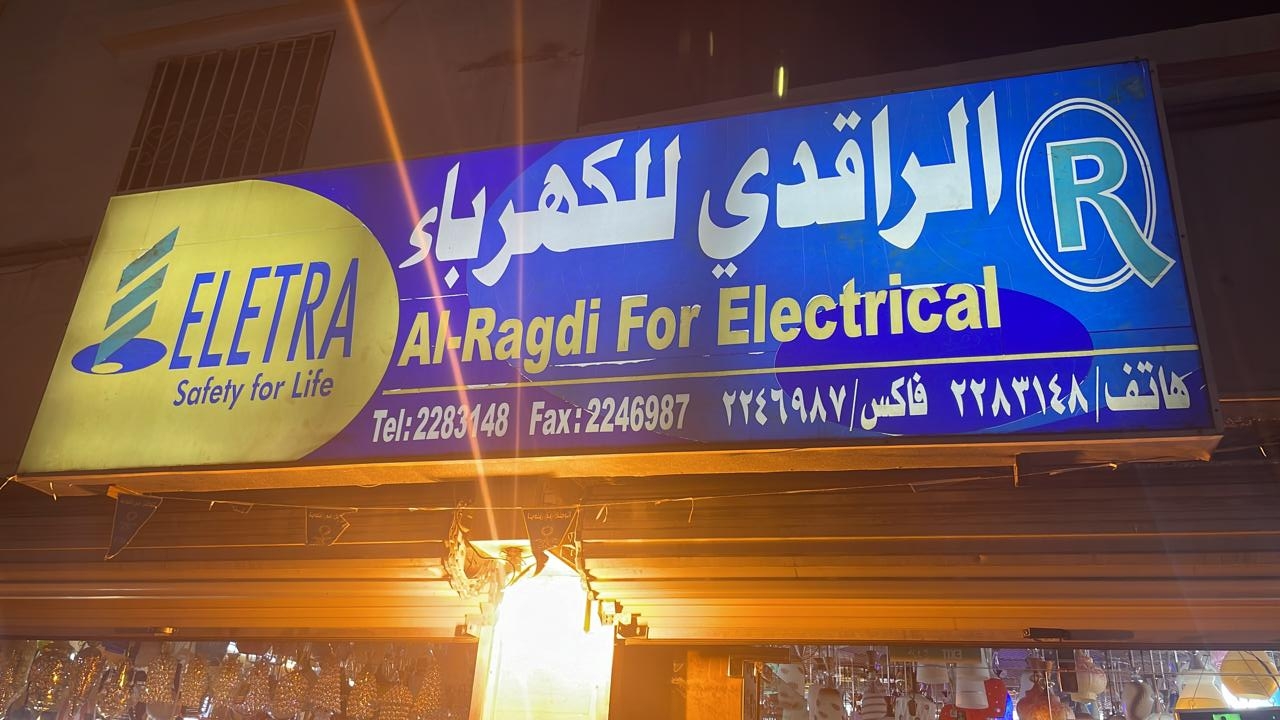 الراقدي للكهرباء
R
Al-Ragdi For Electrical
ELETRA
Safety for Life
هاتف/ ٢٢٨٣١٤٨ فاكس/ ٢٢٤٦٩٨٧
Tel: 2283148 Fax: 2246987